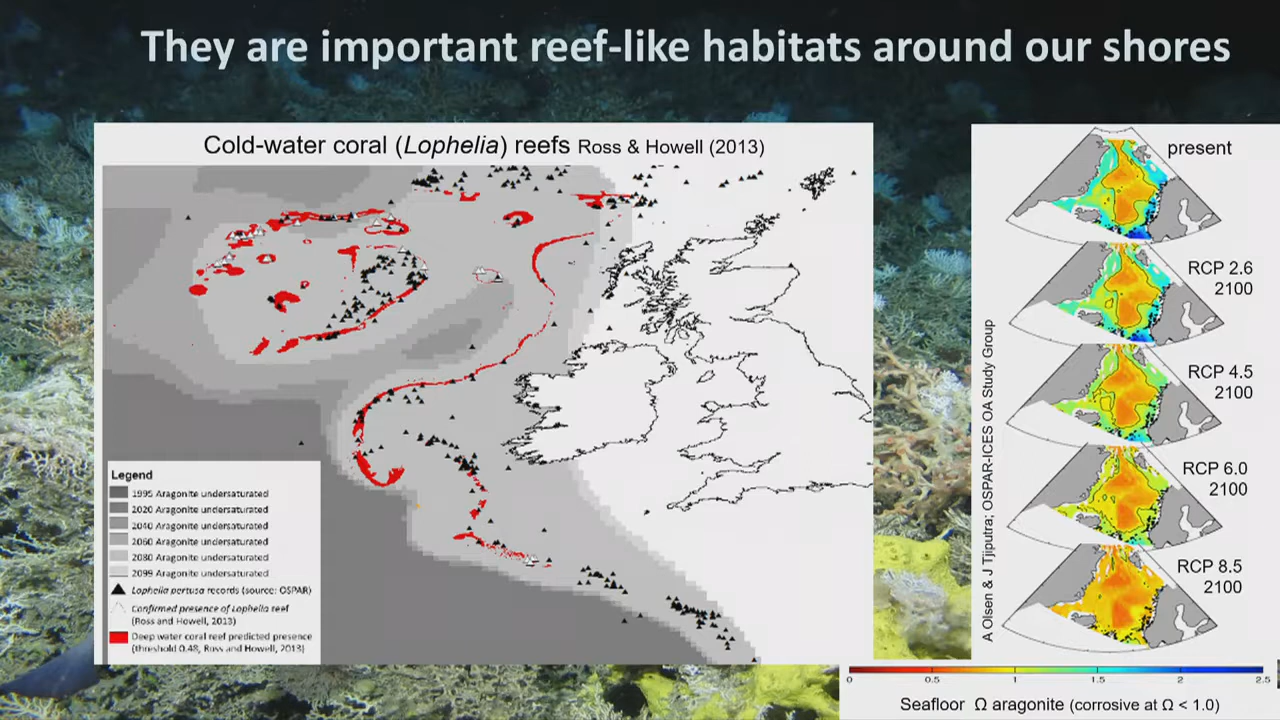 They are important reef-like habitats around our shores
Cold-water coral (Lophelia) reefs Ross & Howell (2013)
Legend
1995 Aragonite undersaturated
2020 Aragonite undersaturated
2040 Aragonite undersaturated
2060 Aragonite undersaturated
2080 Aragonite undersaturated
2099 Aragonite undersaturated
Lophelia pertusa records (source: OSPAR)
Confirmed presence of Lophelia reef
(Ross and Howell, 2013)
Deep water coral reef predicted presence
(threshold 0.48, Ross and Howell, 2013)
A Olsen & J Tjiputra; OSPAR-ICES OA Study Group
present
RCP 2.6
2100
RCP 4.5
2100
RCP 6.0
2100
RCP 8.5
2100
0 0.5 1 1.5 2 2.5
Seafloor Ω aragonite (corrosive at Ω < 1.0)